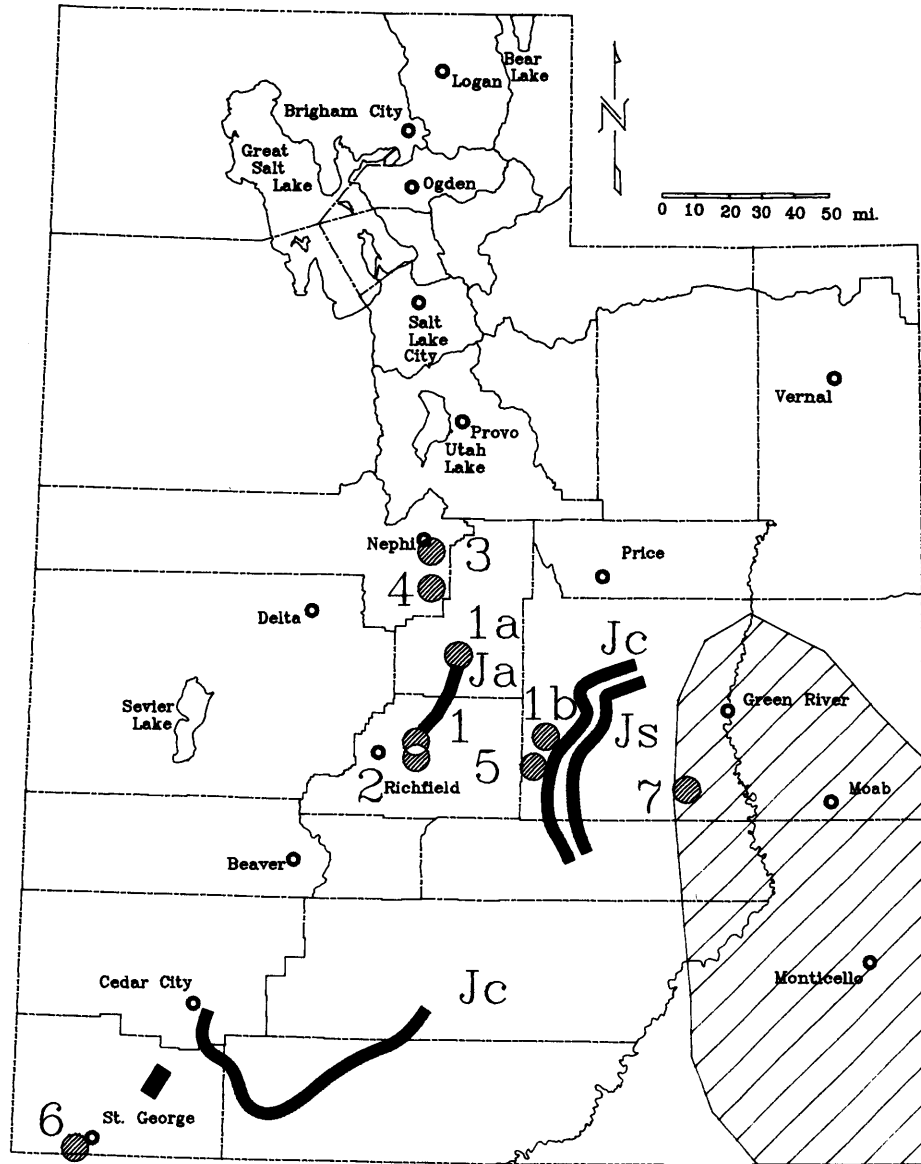 Bear
Lake
Logan
Brigham City
Great
Salt
Lake
Ogden
N
0 10 20 30 40 50 mi.
Salt
Lake
City
Vernal
Provo
Utah
Lake
Nephi
3
Price
4
Delta
1a
Ja
Jc
Sevier
Lake
1b
Green River
1
Js
2
Richfield
5
7
Moab
Beaver
Monticello
Cedar City
Jc
6
St. George